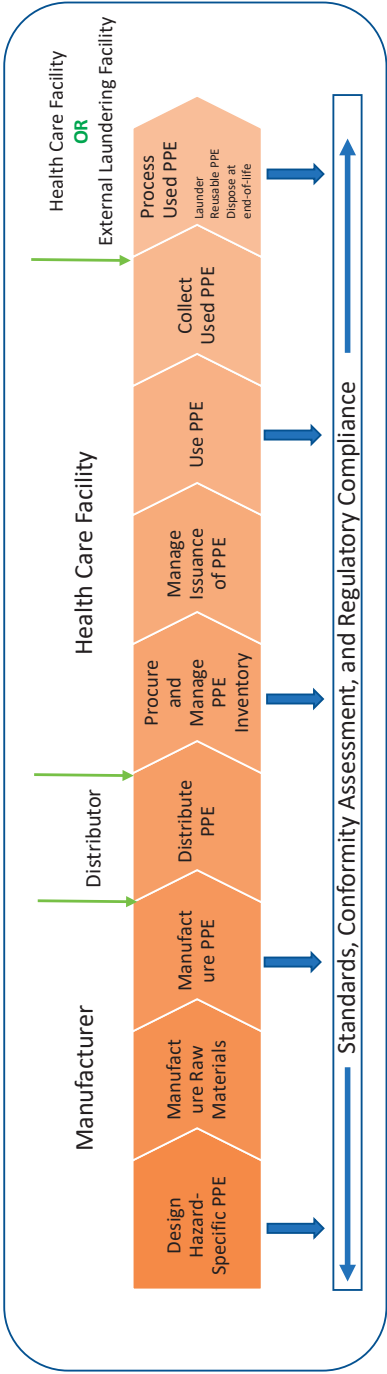 Manufacturer
Distributor
Health Care Facility
Health Care Facility
OR
External Laundering Facility
Design
Hazard-
Specific PPE
Manufact
ure Raw
Materials
Manufact
ure PPE
Distribute
PPE
Procure
and
Manage
PPE
Inventory
Manage
Issuance
of PPE
Use PPE
Collect
Used PPE
Process
Used PPE
Launder
Reusable PPE
Dispose at
end-of-life
Standards, Conformity Assessment, and Regulatory Compliance